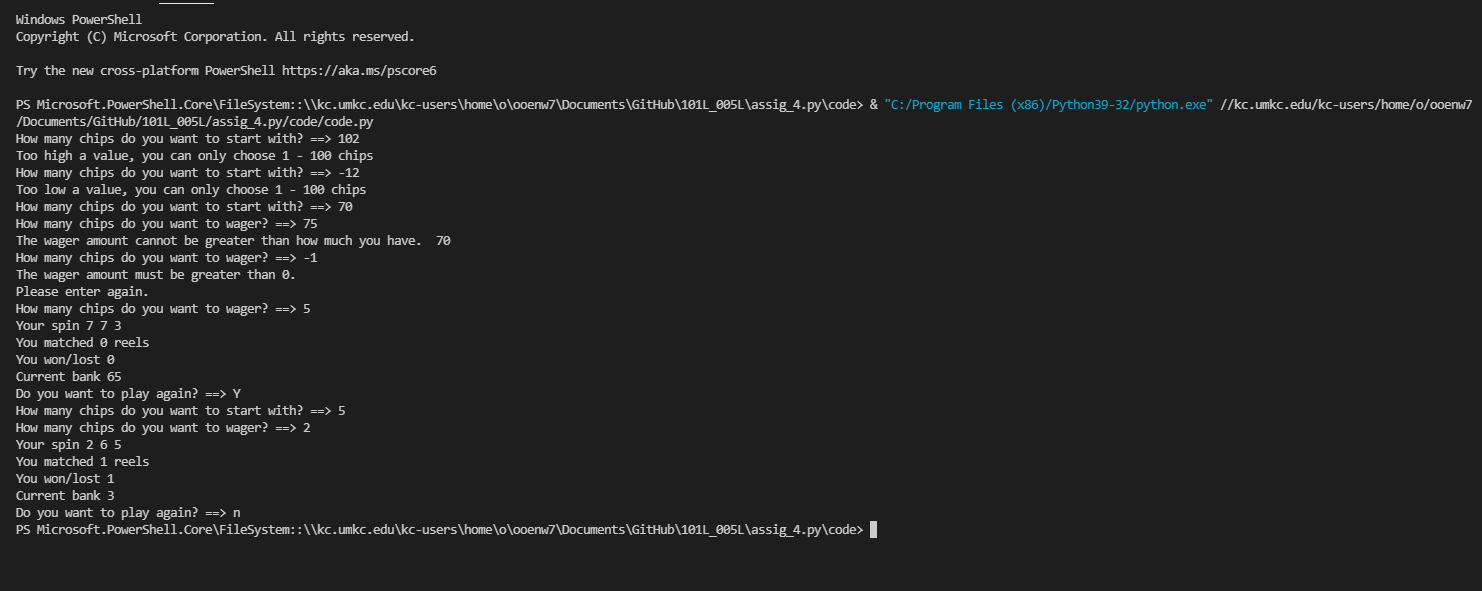 Windows PowerShell
Copyright (C) Microsoft Corporation. All rights reserved.
Try the new cross-platform PowerShell https://aka.ms/pscore6
PS Microsoft.PowerShell.Core\FileSystem::\\kc.umkc.edu\kc-users\home\o\ooenw7\Documents\GitHub\101L_005L\assig_4.py\code> & "C:/Program Files (x86)/Python39-32/python.exe" //kc.umkc.edu/kc-users/home/o/ooenw7
/Documents/GitHub/101L_005L/assig_4.py/code/code.py
How many chips do you want to start with? ==> 102
Too high a value, you can only choose 1 - 100 chips
How many chips do you want to start with? ==> -12
Too low a value, you can only choose 1 - 100 chips
How many chips do you want to start with? ==> 70
How many chips do you want to wager? ==> 75
The wager amount cannot be greater than how much you have.  70
How many chips do you want to wager? ==> -1
The wager amount must be greater than 0.
Please enter again.
How many chips do you want to wager? ==> 5
Your spin 7 7 3
You matched 0 reels
You won/lost 0
Current bank 65
Do you want to play again? ==> Y
How many chips do you want to start with? ==> 5
How many chips do you want to wager? ==> 2
Your spin 2 6 5
You matched 1 reels
You won/lost 1
Current bank 3
Do you want to play again? ==> n
PS Microsoft.PowerShell.Core\FileSystem::\\kc.umkc.edu\kc-users\home\o\ooenw7\Documents\GitHub\101L_005L\assig_4.py\code>